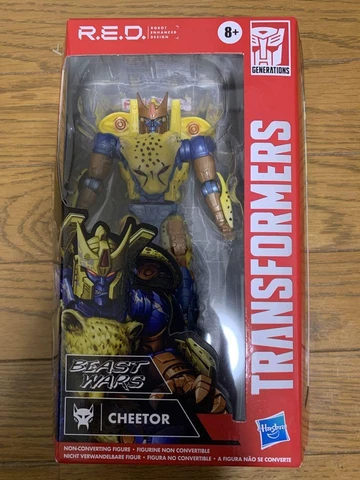 R.E.D.
ROBOT
ENHANCED
DESIGN
8+
GENERATIONS
TRANSFORMERS
BEAST
WARS
CHEETOR
Hasbro
NON-CONVERTING FIGURE • FIGURINE NON CONVERTIBLE
NICHT VERWANDELBARE FIGUR • FIGURA NO CONVERTIBLE • A FIGURA NÃO SE CONVERTE